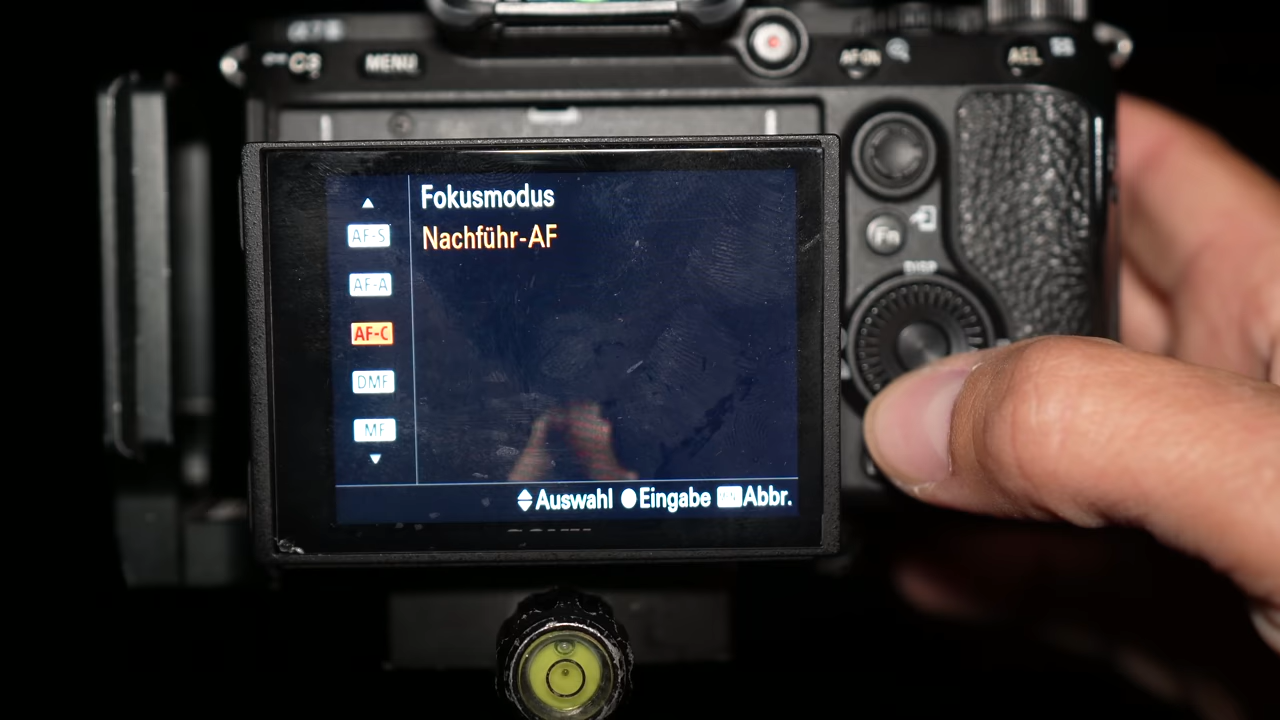 C3
MENU
AF-ON
AEL
Fokusmodus
Nachführ-AF
AF-S
AF-A
AF-C
DMF
MF
Auswahl Eingabe Abbr.
Fn
DISP